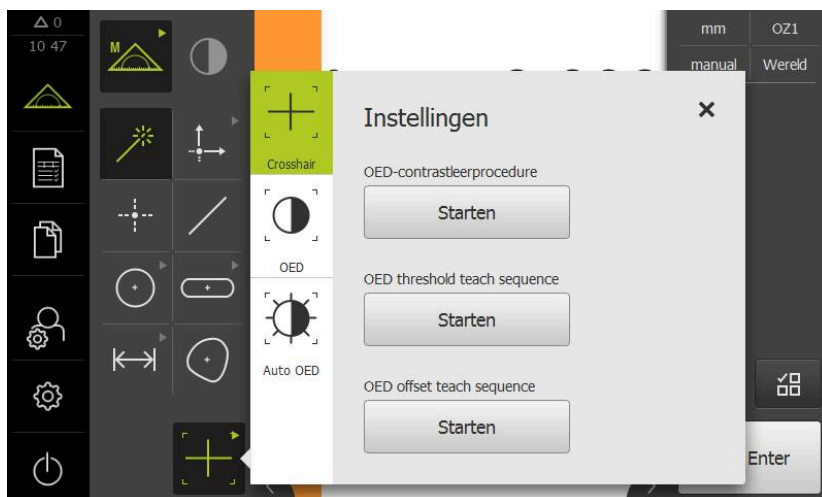 0
10 47
M
mm
OZ1
manual
Wereld
Crosshair
OED
Auto OED
Instellingen
OED-contrastleerprocedure
Starten
OED threshold teach sequence
Starten
OED offset teach sequence
Starten
Enter